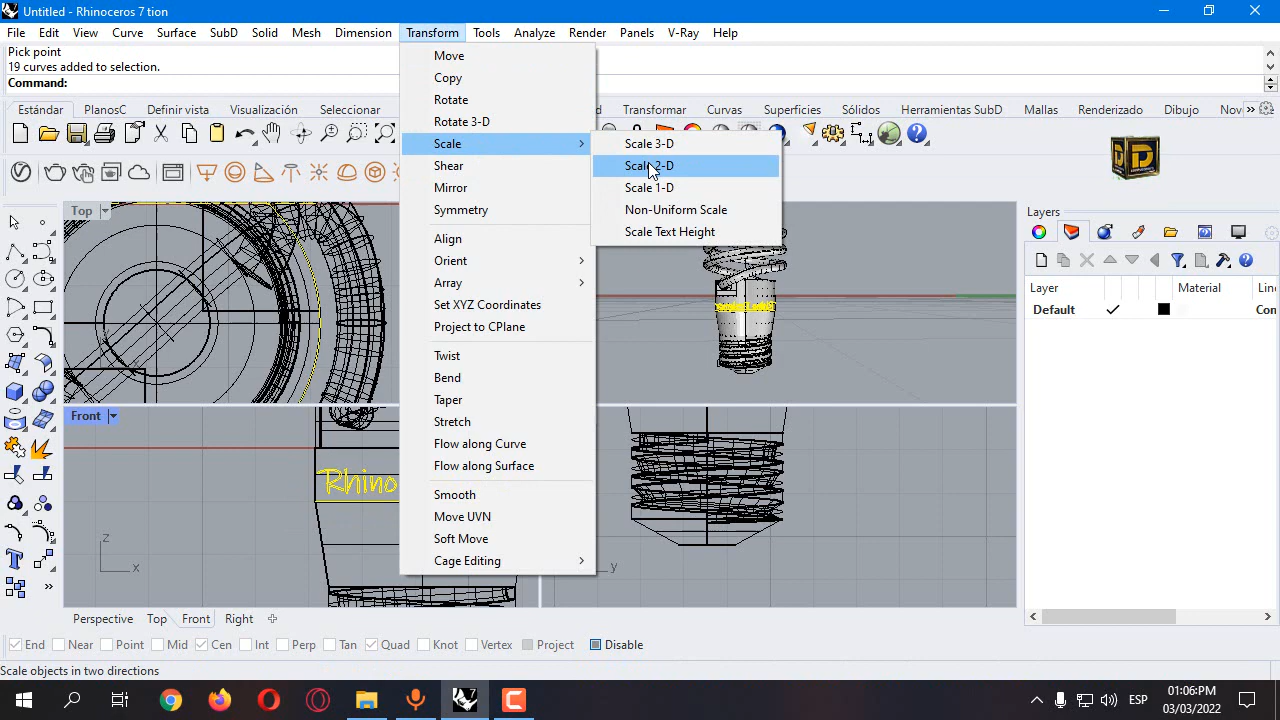 Untitled - Rhinoceros 7 tion
File Edit View Curve Surface SubD Solid Mesh Dimension Transform Tools Analyze Render Panels V-Ray Help
Pick point
19 curves added to selection.
Command:
Estándar PlanosC Definir vista Visualización Seleccionar Transformar Curvas Superficies Sólidos Herramientas SubD Mallas Renderizado Dibujo Nov
Move
Copy
Rotate
Rotate 3-D
Scale
Shear
Mirror
Symmetry
Align
Orient
Array
Set XYZ Coordinates
Project to CPlane
Twist
Bend
Taper
Stretch
Flow along Curve
Flow along Surface
Smooth
Move UVN
Soft Move
Cage Editing
Scale 3-D
Scale 2-D
Scale 1-D
Non-Uniform Scale
Scale Text Height
Top
Front
Rhino
z
x
y
Layers
Layer Material Line
Default Con
Perspective Top Front Right
End Near Point Mid Cen Int Perp Tan Quad Knot Vertex Project Disable
Scale objects in two directions
ESP
01:06 PM
03/03/2022